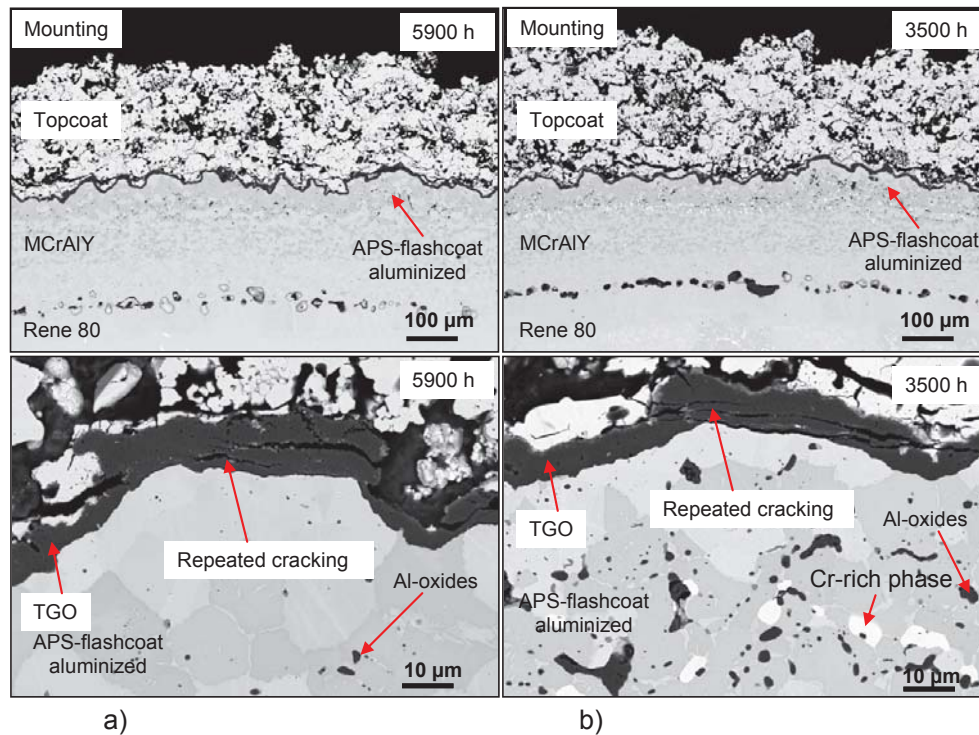 Mounting
5900 h
Topcoat
APS-flashcoat
aluminized
MCrAlY
Rene 80
100 µm
Mounting
3500 h
Topcoat
APS-flashcoat
aluminized
MCrAlY
Rene 80
100 µm
5900 h
Repeated cracking
TGO
Al-oxides
APS-flashcoat
aluminized
10 µm
3500 h
Repeated cracking
TGO
Al-oxides
Cr-rich phase
APS-flashcoat
aluminized
10 µm
a)
b)